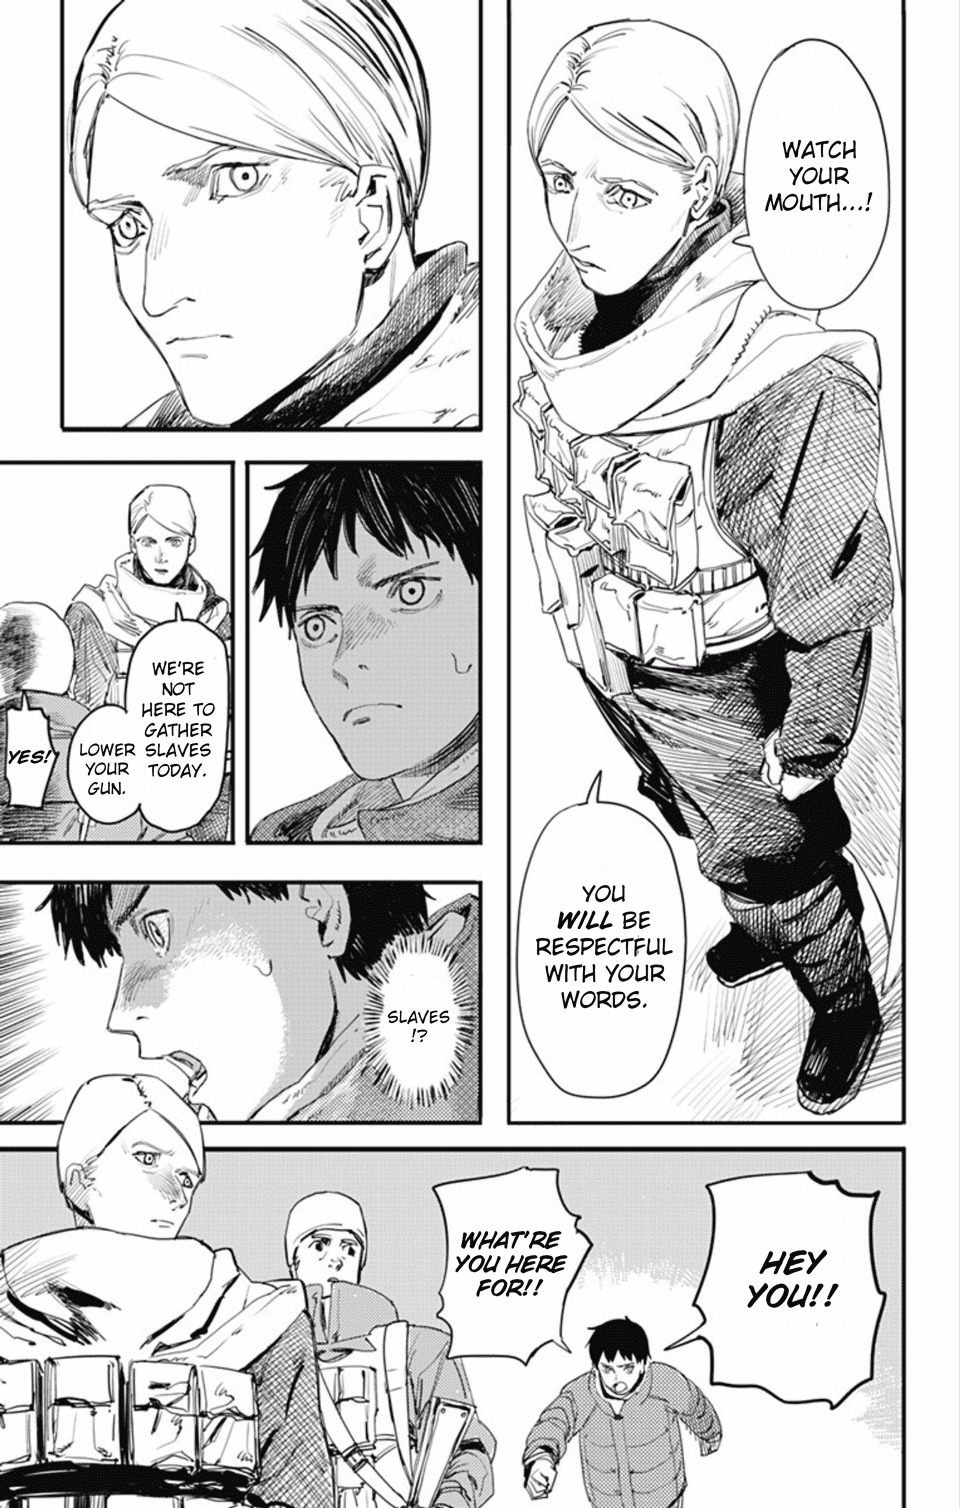 WATCH
YOUR
MOUTH...!
YOU
WILL BE
RESPECTFUL
WITH YOUR
WORDS.
WE'RE
NOT
HERE TO
GATHER
SLAVES
TODAY.
LOWER
YOUR
GUN.
YES!
SLAVES
!?
HEY
YOU!!
WHAT'RE
YOU HERE
FOR!!